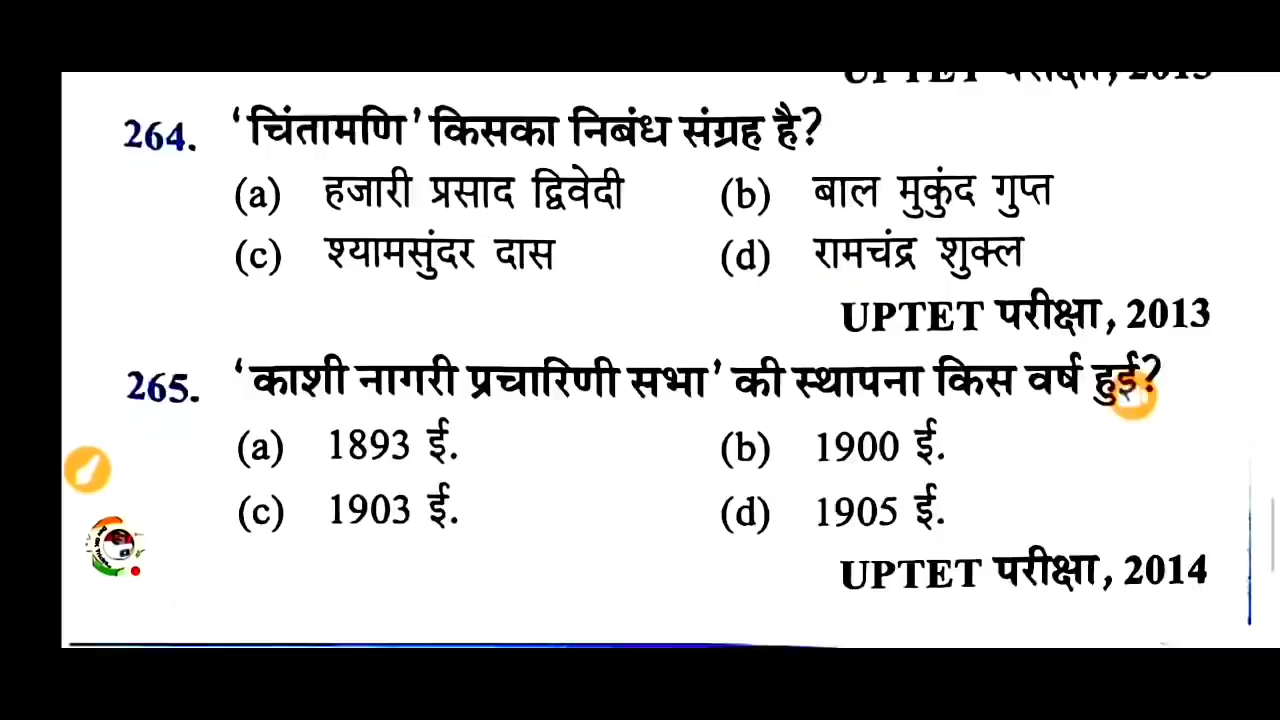 264. 'चिंतामणि' किसका निबंध संग्रह है?
(a) हजारी प्रसाद द्विवेदी (b) बाल मुकुंद गुप्त
(c) श्यामसुंदर दास (d) रामचंद्र शुक्ल
UPTET परीक्षा, 2013
265. 'काशी नागरी प्रचारिणी सभा' की स्थापना किस वर्ष हुई?
(a) 1893 ई. (b) 1900 ई.
(c) 1903 ई. (d) 1905 ई.
UPTET परीक्षा, 2014